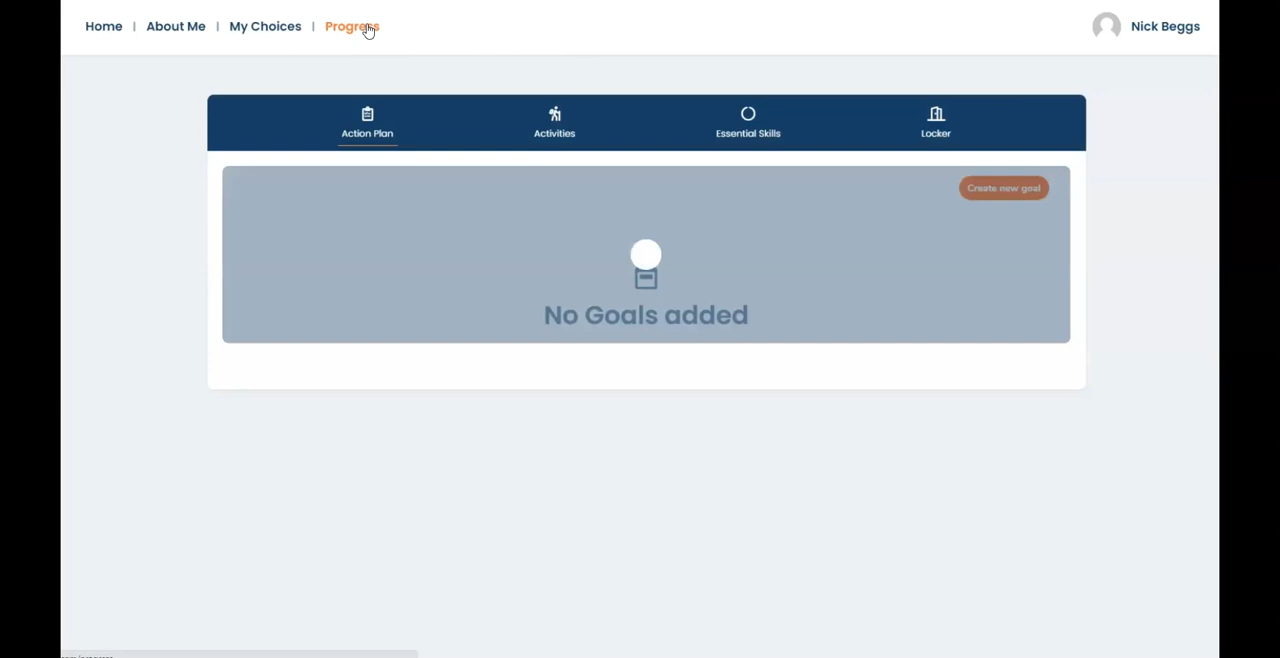 Home | About Me | My Choices | Progress
Nick Beggs
Action Plan
Activities
Essential Skills
Locker
Create new goal
No Goals added